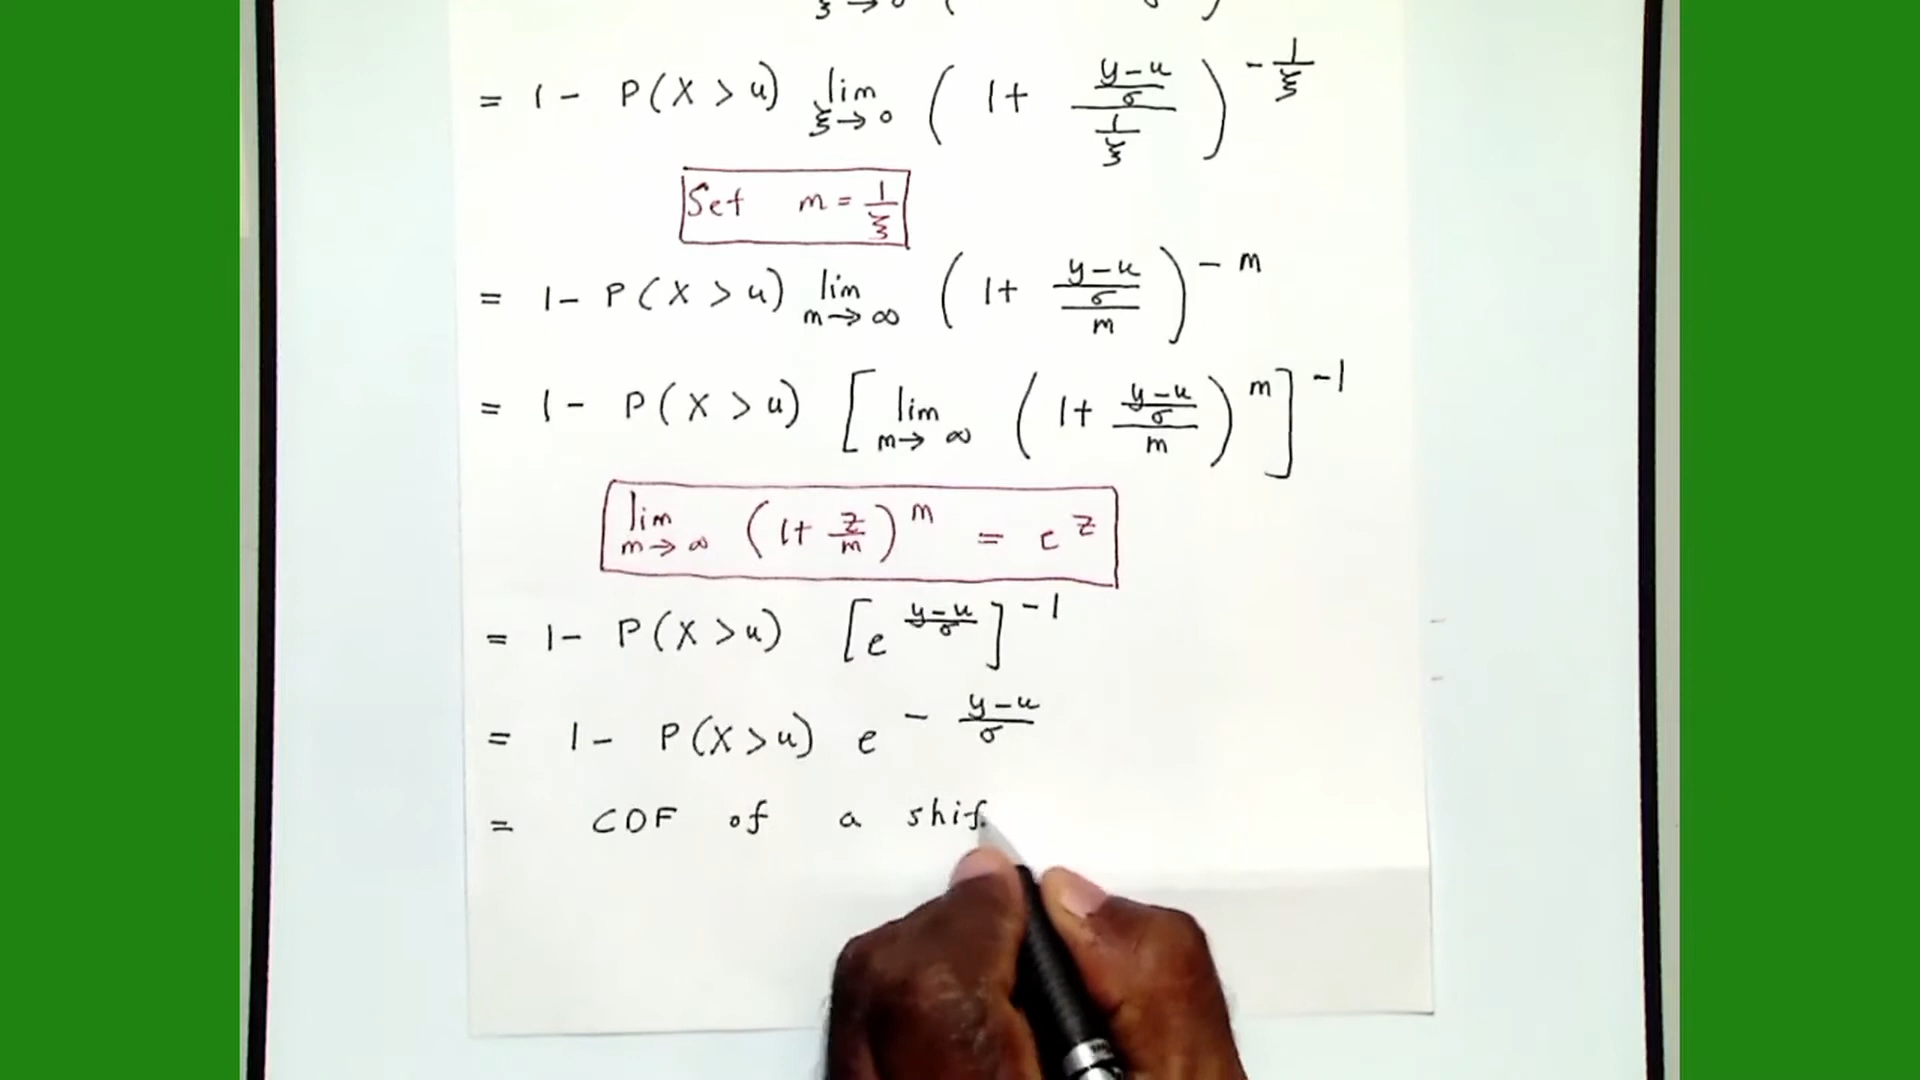 ξ → 0 ( )
= 1 - P(X > u) lim ξ→0 ( 1 + ((y-u)/σ)/(1/ξ) )^(-1/ξ)
Set m = 1/ξ
= 1 - P(X > u) lim m→∞ ( 1 + ((y-u)/σ)/m )^(-m)
= 1 - P(X > u) [ lim m→∞ ( 1 + ((y-u)/σ)/m )^m ]^(-1)
lim m→∞ ( 1 + z/m )^m = e^z
= 1 - P(X > u) [ e^((y-u)/σ) ]^(-1)
= 1 - P(X > u) e^(-(y-u)/σ)
= CDF of a shif